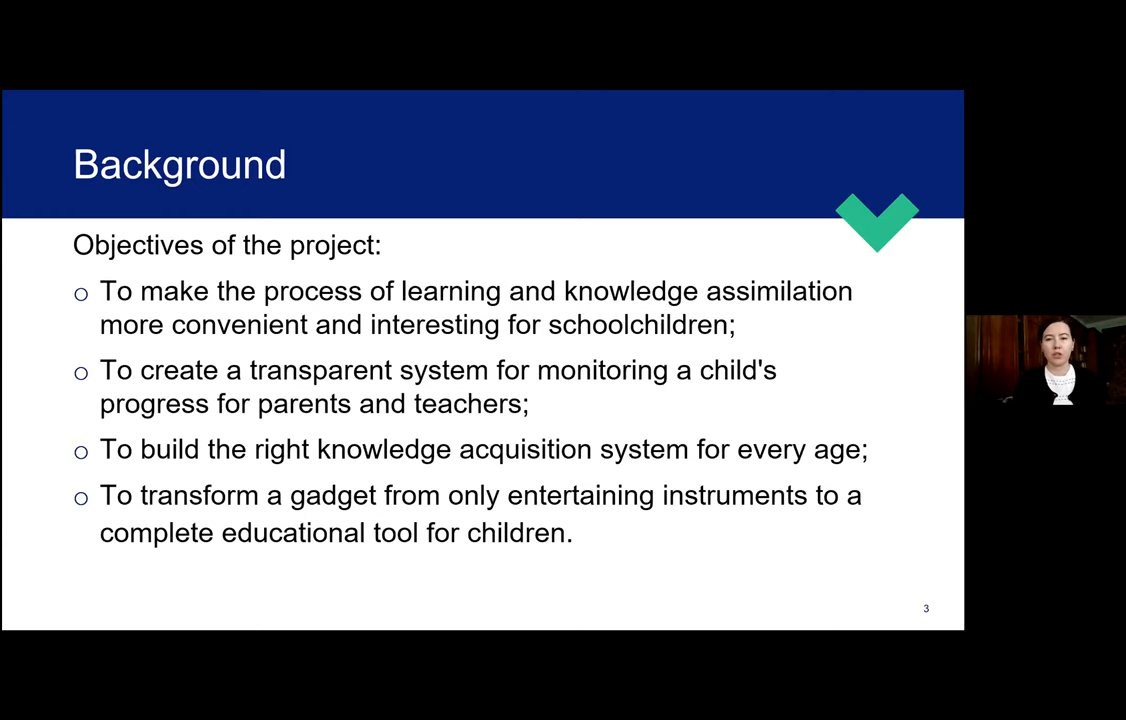 Background
Objectives of the project:
To make the process of learning and knowledge assimilation
more convenient and interesting for schoolchildren;
To create a transparent system for monitoring a child's
progress for parents and teachers;
To build the right knowledge acquisition system for every age;
To transform a gadget from only entertaining instruments to a
complete educational tool for children.
3